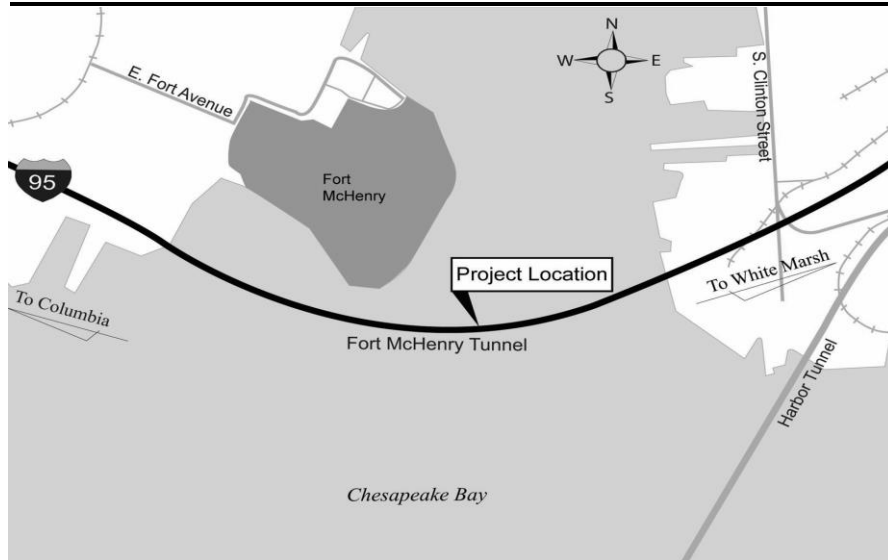 N
W E
S
E. Fort Avenue
S. Clinton Street
95
Fort
McHenry
Project Location
To White Marsh
To Columbia
Fort McHenry Tunnel
Harbor Tunnel
Chesapeake Bay